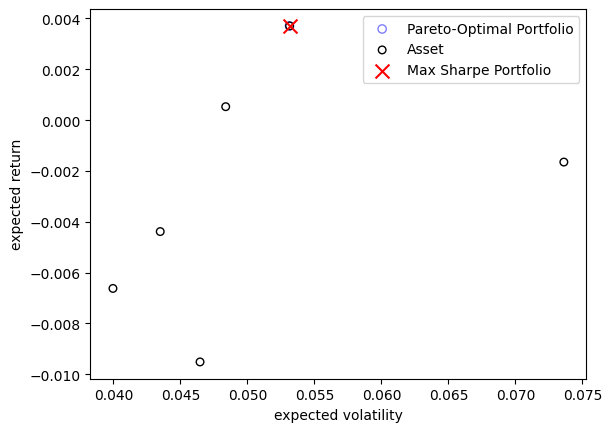 0.004
0.002
0.000
−0.002
−0.004
−0.006
−0.008
−0.010
expected return
Pareto-Optimal Portfolio
Asset
Max Sharpe Portfolio
0.040 0.045 0.050 0.055 0.060 0.065 0.070 0.075
expected volatility